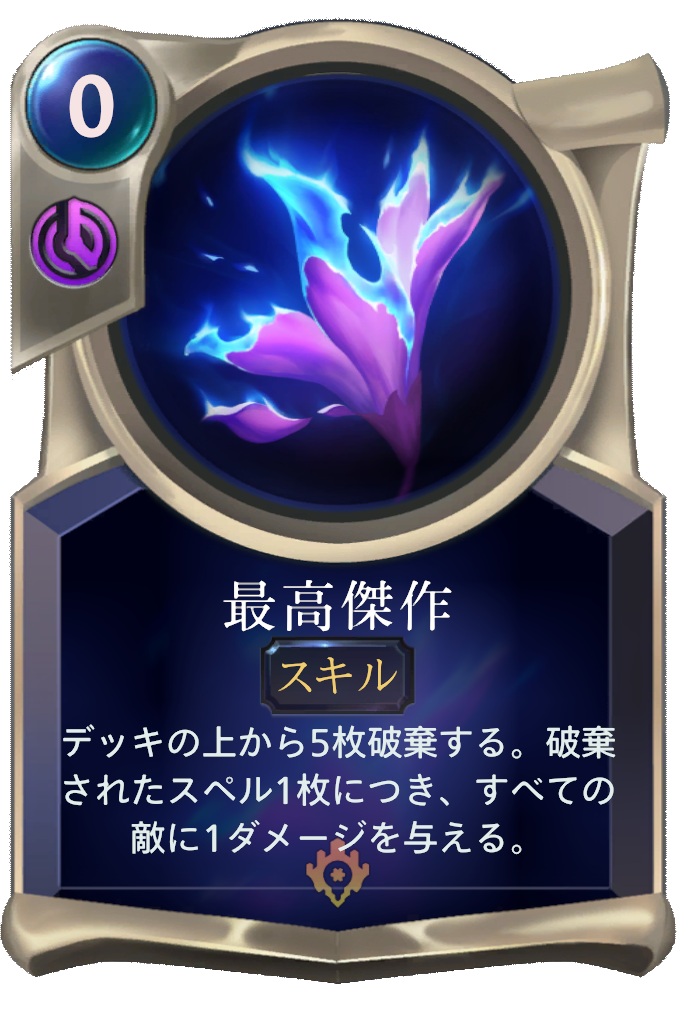 0
最高傑作
スキル
デッキの上から5枚破棄する。破棄
されたスペル1枚につき、すべての
敵に1ダメージを与える。